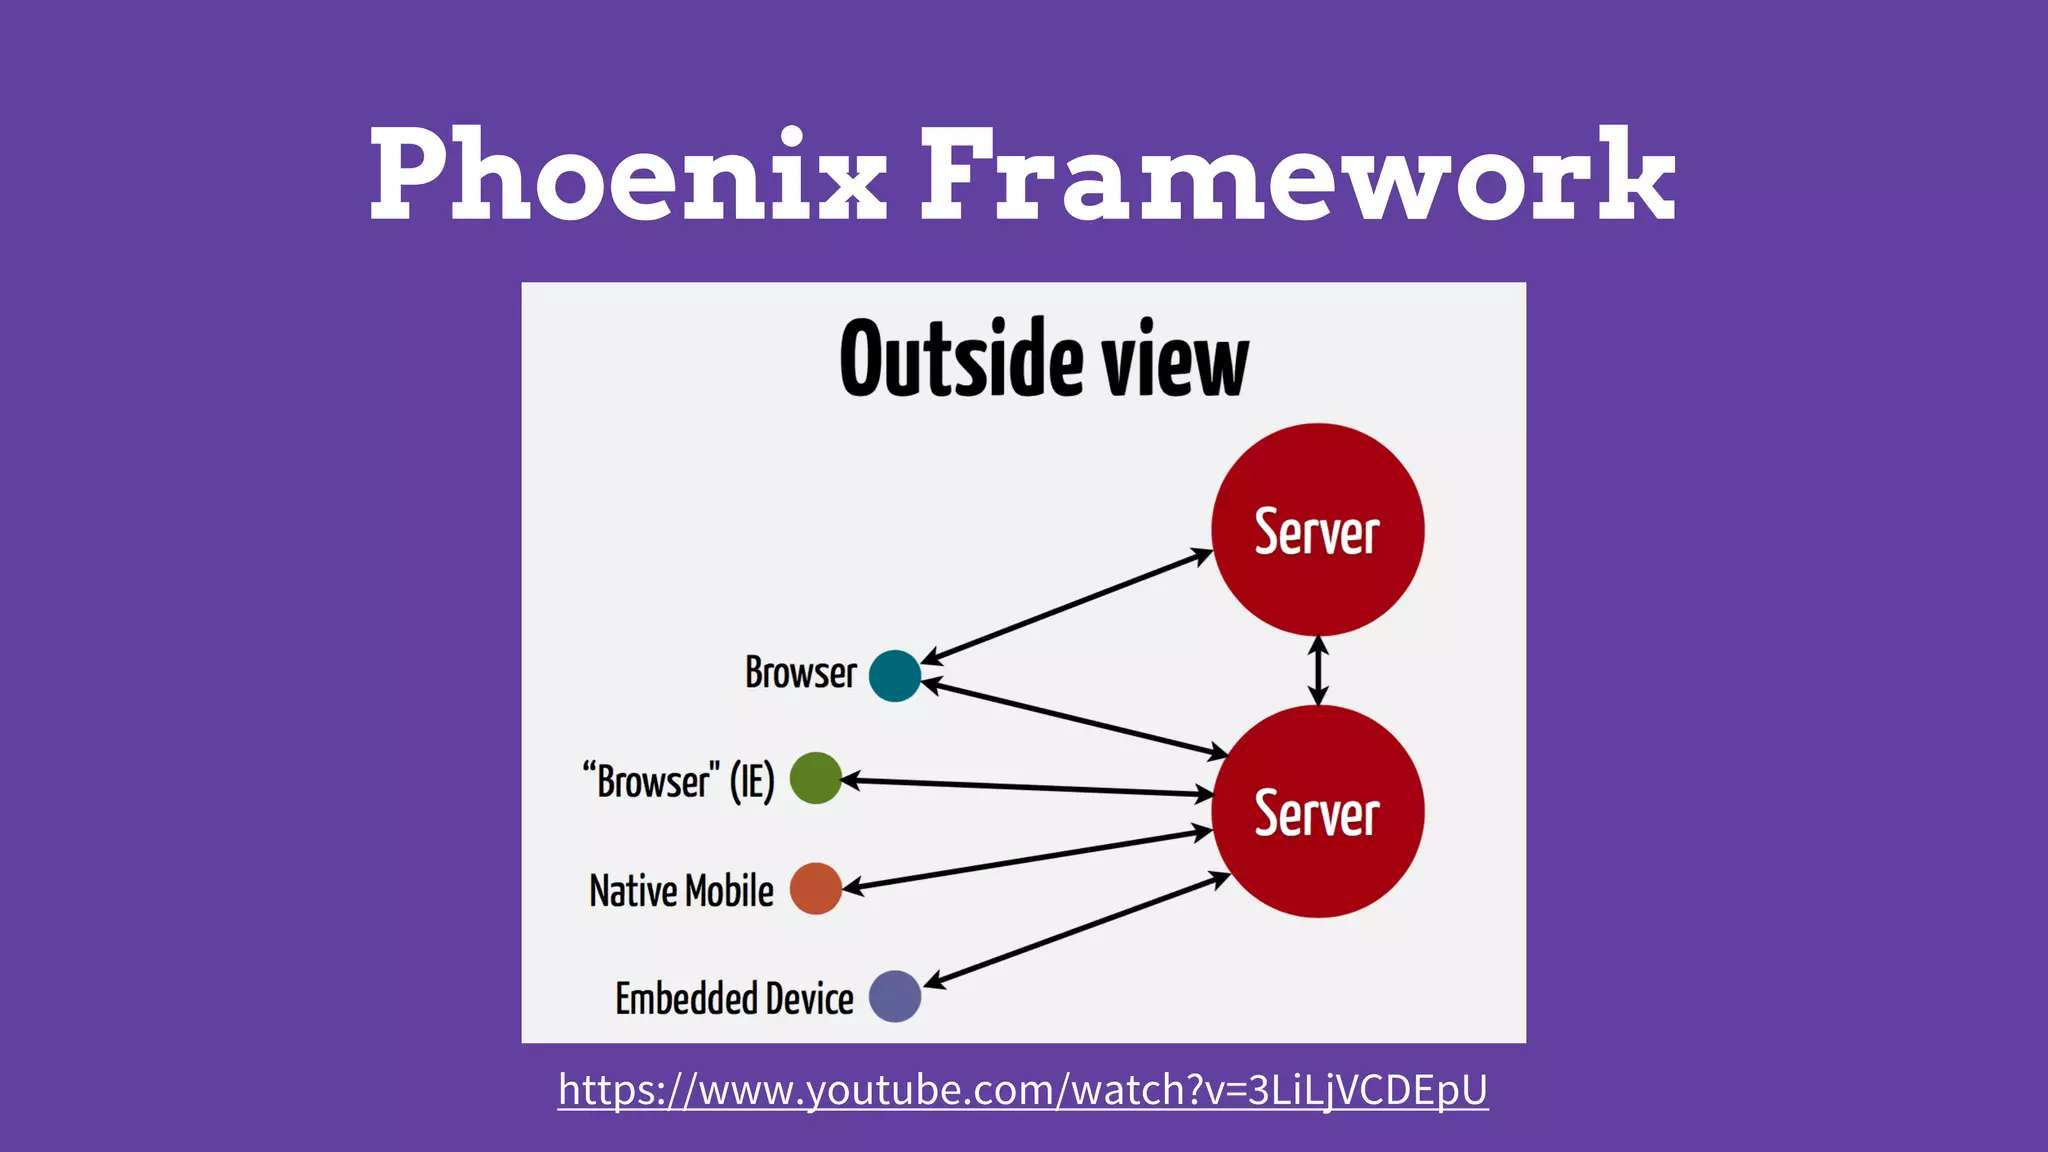 Phoenix Framework
Outside view
Server
Browser
“Browser" (IE)
Server
Native Mobile
Embedded Device
https://www.youtube.com/watch?v=3LiLjVCDEpU